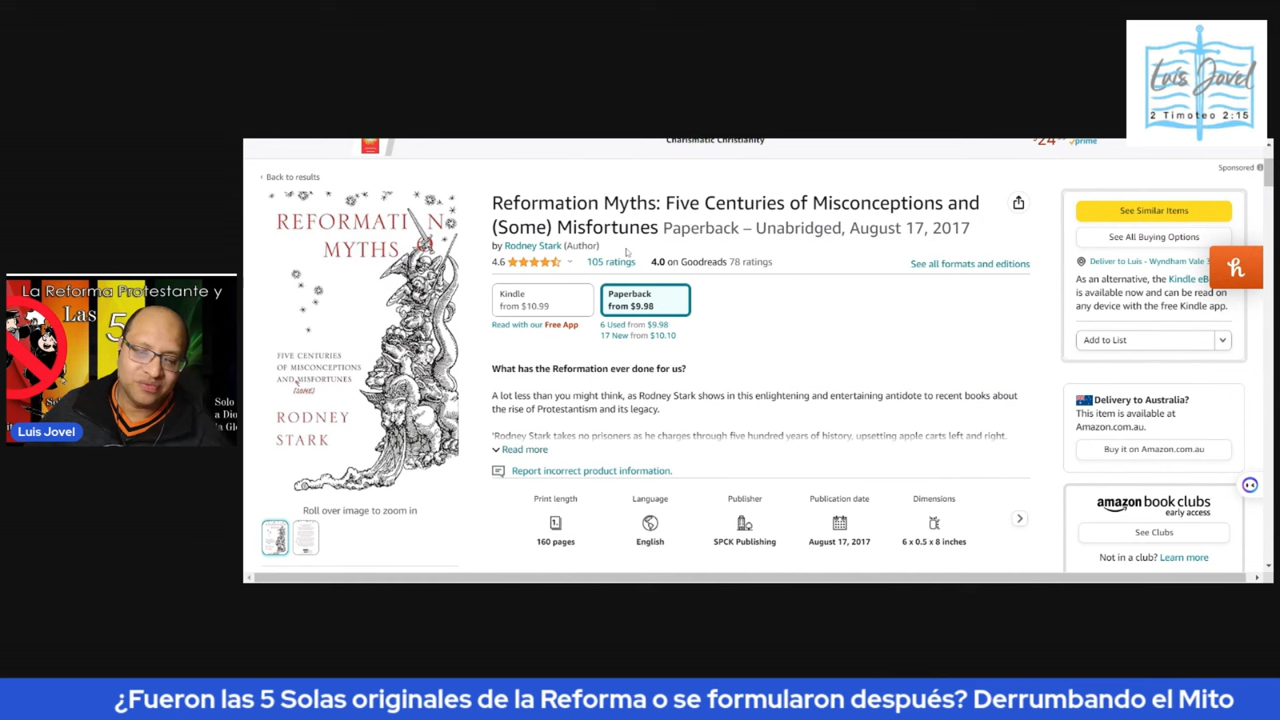 Luis Jovel
2 Timoteo 2:15
Charismatic Christianity
prime
‹ Back to results
Sponsored
REFORMATI N
MYTHS
FIVE CENTURIES
OF MISCONCEPTIONS
AND MISFORTUNES
(SOME)
RODNEY
STARK
Roll over image to zoom in
Reformation Myths: Five Centuries of Misconceptions and
(Some) Misfortunes Paperback – Unabridged, August 17, 2017
by Rodney Stark (Author)
4.6 105 ratings 4.0 on Goodreads 78 ratings
See all formats and editions
Kindle
from $10.99
Read with our Free App
Paperback
from $9.98
6 Used from $9.98
17 New from $10.10
What has the Reformation ever done for us?
A lot less than you might think, as Rodney Stark shows in this enlightening and entertaining antidote to recent books about
the rise of Protestantism and its legacy.
'Rodney Stark takes no prisoners as he charges through five hundred years of history, upsetting apple carts left and right.
Read more
Report incorrect product information.
Print length
160 pages
Language
English
Publisher
SPCK Publishing
Publication date
August 17, 2017
Dimensions
6 x 0.5 x 8 inches
See Similar Items
See All Buying Options
Deliver to Luis - Wyndham Vale 3
As an alternative, the Kindle eB
is available now and can be read on
any device with the free Kindle app.
Add to List
h
Delivery to Australia?
This item is available at
Amazon.com.au.
Buy it on Amazon.com.au
amazon book clubs
early access
See Clubs
Not in a club? Learn more
La Reforma Protestante y
Las 5
Solo
a Dio
la Glo
Luis Jovel
¿Fueron las 5 Solas originales de la Reforma o se formularon después? Derrumbando el Mito